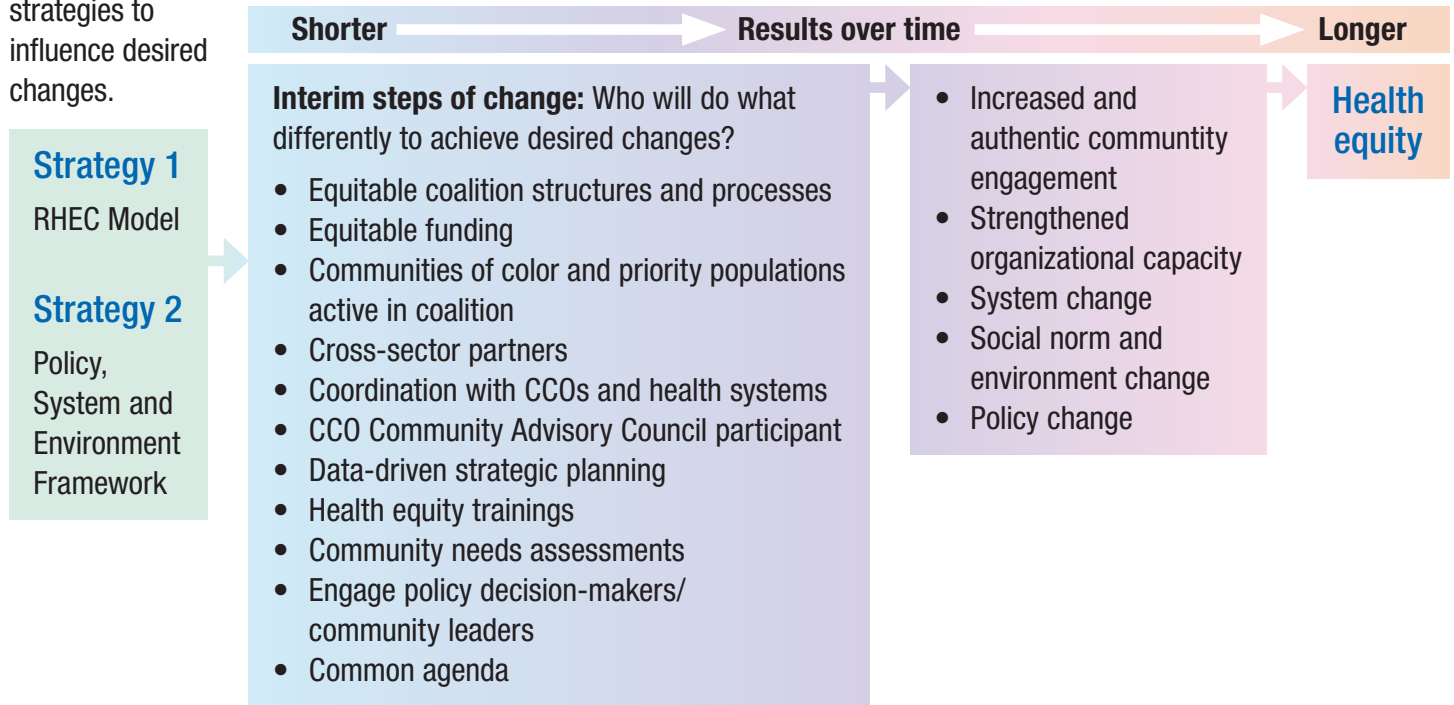 strategies to
influence desired
changes.
Strategy 1
RHEC Model
Strategy 2
Policy,
System and
Environment
Framework
Shorter
Results over time
Longer
Interim steps of change: Who will do what
differently to achieve desired changes?
• Equitable coalition structures and processes
• Equitable funding
• Communities of color and priority populations
active in coalition
• Cross-sector partners
• Coordination with CCOs and health systems
• CCO Community Advisory Council participant
• Data-driven strategic planning
• Health equity trainings
• Community needs assessments
• Engage policy decision-makers/
community leaders
• Common agenda
• Increased and
authentic communtity
engagement
• Strengthened
organizational capacity
• System change
• Social norm and
environment change
• Policy change
Health
equity